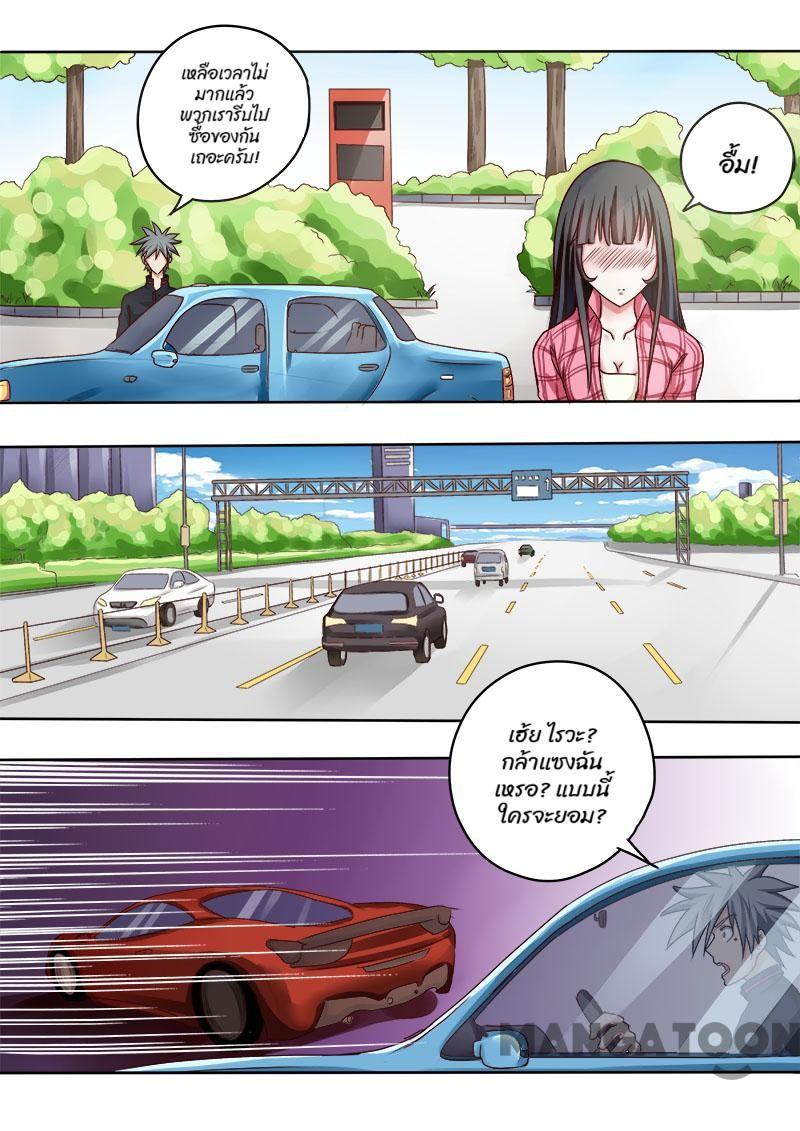 เหลือเวลาไม่
มากแล้ว
พวกเรารีบไป
ซื้อของกัน
เถอะครับ!
อื้ม!
เฮ้ย ไรวะ?
กล้าแซงฉัน
เหรอ? แบบนี้
ใครจะยอม?
MANGATOON